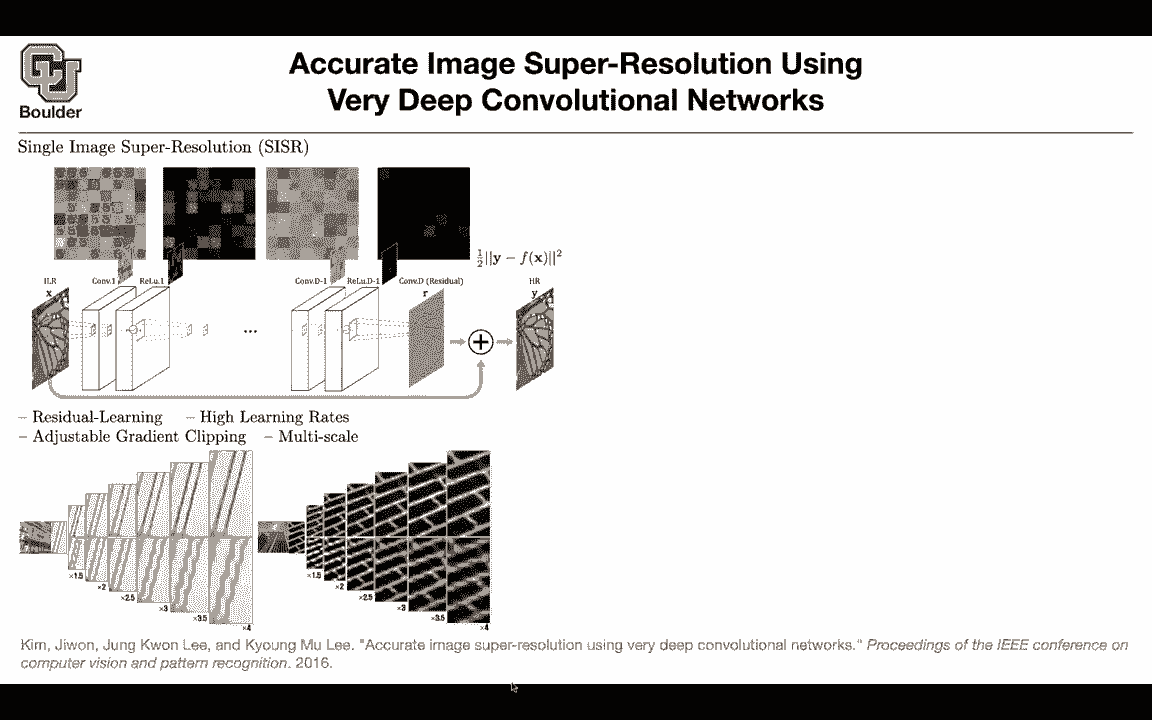 Boulder
Accurate Image Super-Resolution Using
Very Deep Convolutional Networks
Single Image Super-Resolution (SISR)
½||y − f(x)||²
ILR
x
Conv.1
ReLu.1
Conv.D-1
ReLu.D-1
Conv.D (Residual)
r
HR
y
...
+
– Residual-Learning – High Learning Rates
– Adjustable Gradient Clipping – Multi-scale
×1.5
×2
×2.5
×3
×3.5
×4
×1.5
×2
×2.5
×3
×3.5
×4
Kim, Jiwon, Jung Kwon Lee, and Kyoung Mu Lee. "Accurate image super-resolution using very deep convolutional networks." Proceedings of the IEEE conference on
computer vision and pattern recognition. 2016.